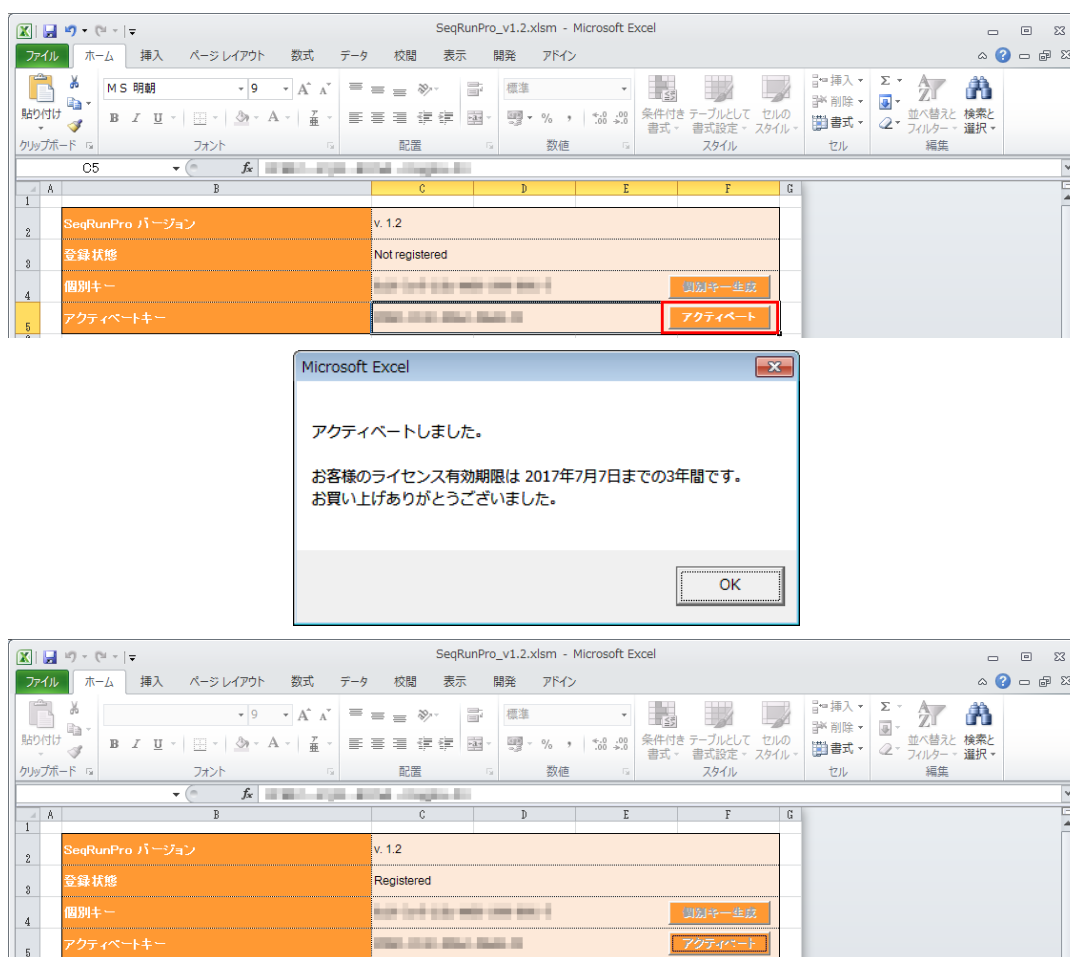 SeqRunPro_v1.2.xlsm - Microsoft Excel
ファイル ホーム 挿入 ページ レイアウト 数式 データ 校閲 表示 開発 アドイン
貼り付け
ＭＳ 明朝 9
B I U
標準
条件付き書式 テーブルとして書式設定 セルのスタイル
挿入 削除 書式
並べ替えとフィルター 検索と選択
クリップボード フォント 配置 数値 スタイル セル 編集
C5 fx
A B C D E F G
1
2 SeqRunPro バージョン v. 1.2
3 登録状態 Not registered
4 個別キー 個別キー生成
5 アクティベートキー アクティベート
Microsoft Excel
アクティベートしました。
お客様のライセンス有効期限は 2017年7月7日までの3年間です。
お買い上げありがとうございました。
OK
SeqRunPro_v1.2.xlsm - Microsoft Excel
ファイル ホーム 挿入 ページ レイアウト 数式 データ 校閲 表示 開発 アドイン
貼り付け
9
B I U
標準
条件付き書式 テーブルとして書式設定 セルのスタイル
挿入 削除 書式
並べ替えとフィルター 検索と選択
クリップボード フォント 配置 数値 スタイル セル 編集
fx
A B C D E F G
1
2 SeqRunPro バージョン v. 1.2
3 登録状態 Registered
4 個別キー 個別キー生成
5 アクティベートキー アクティベート